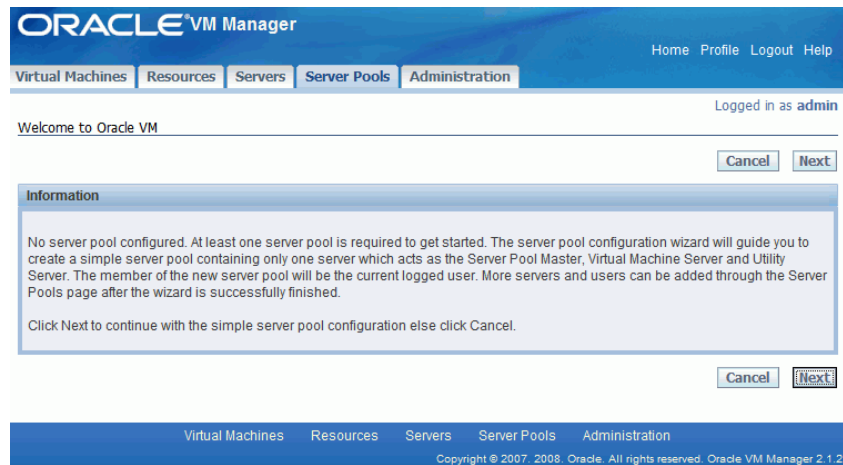 ORACLE VM Manager
Home Profile Logout Help
Virtual Machines Resources Servers Server Pools Administration
Logged in as admin
Welcome to Oracle VM
Cancel Next
Information
No server pool configured. At least one server pool is required to get started. The server pool configuration wizard will guide you to
create a simple server pool containing only one server which acts as the Server Pool Master, Virtual Machine Server and Utility
Server. The member of the new server pool will be the current logged user. More servers and users can be added through the Server
Pools page after the wizard is successfully finished.
Click Next to continue with the simple server pool configuration else click Cancel.
Cancel Next
Virtual Machines Resources Servers Server Pools Administration
Copyright © 2007. 2008. Oracle. All rights reserved. Oracle VM Manager 2.1.2